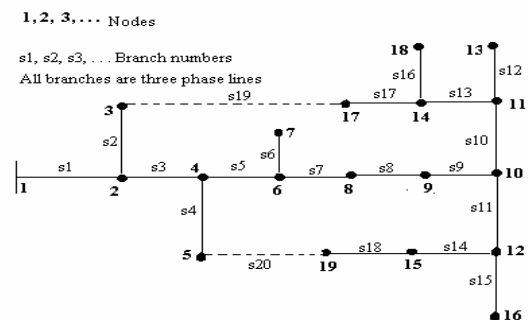 1, 2, 3, . . . Nodes
s1, s2, s3, . . . Branch numbers
All branches are three phase lines
18 13
s16 s12
s19 s17 s13
3 17 14 11
s2 7 s10
s6
s1 s3 4 s5 s7 s8 s9 10
1 2 6 8 9
s4 s11
5 s18 s14 12
s20 19 15
s15
16